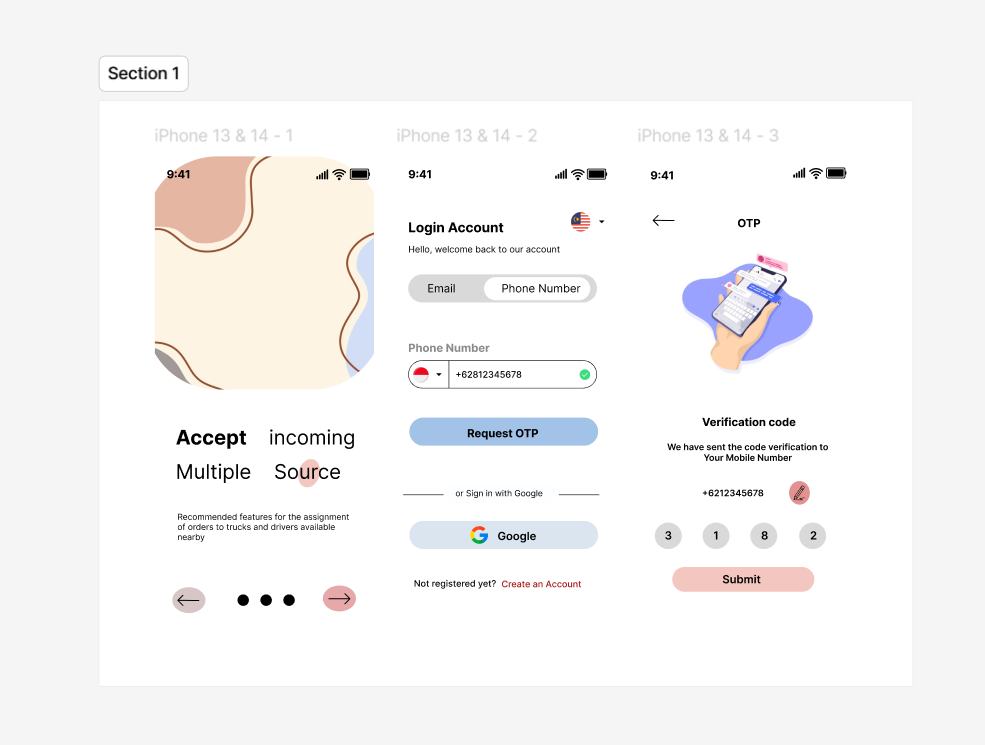 Section 1
iPhone 13 & 14 - 1
9:41
Accept incoming
Multiple Source
Recommended features for the assignment
of orders to trucks and drivers available
nearby
iPhone 13 & 14 - 2
9:41
Login Account
Hello, welcome back to our account
Email Phone Number
Phone Number
+62812345678
Request OTP
or Sign in with Google
Google
Not registered yet? Create an Account
iPhone 13 & 14 - 3
9:41
OTP
Verification code
We have sent the code verification to
Your Mobile Number
+6212345678
3 1 8 2
Submit